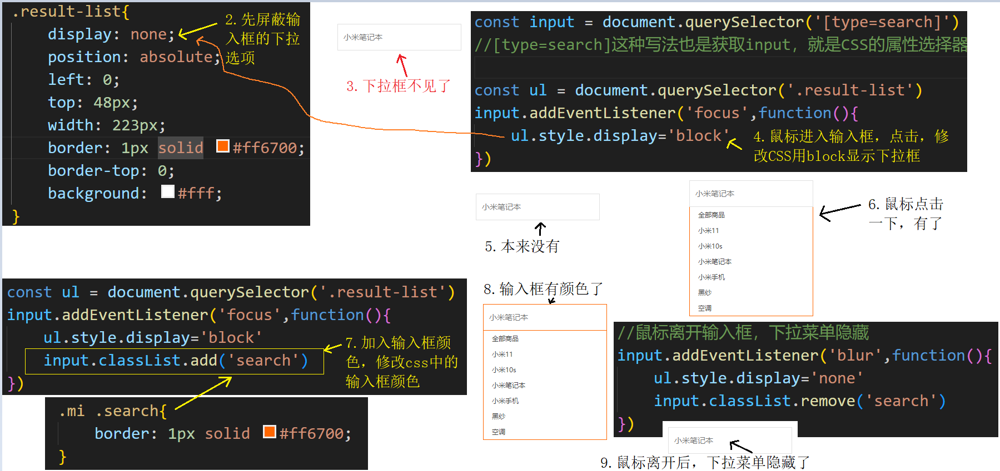 .result-list{
display: none;
position: absolute;
left: 0;
top: 48px;
width: 223px;
border: 1px solid #ff6700;
border-top: 0;
background: #fff;
}
2.先屏蔽输
入框的下拉
选项
小米笔记本
3.下拉框不见了
const input = document.querySelector('[type=search]')
//[type=search]这种写法也是获取input，就是CSS的属性选择器
const ul = document.querySelector('.result-list')
input.addEventListener('focus',function(){
ul.style.display='block'
})
4.鼠标进入输入框，点击，修
改CSS用block显示下拉框
小米笔记本
5.本来没有
小米笔记本
全部商品
小米11
小米10s
小米笔记本
小米手机
黑纱
空调
6.鼠标点击
一下，有了
const ul = document.querySelector('.result-list')
input.addEventListener('focus',function(){
ul.style.display='block'
input.classList.add('search')
})
7.加入输入框颜
色，修改css中的
输入框颜色
.mi .search{
border: 1px solid #ff6700;
}
8.输入框有颜色了
小米笔记本
全部商品
小米11
小米10s
小米笔记本
小米手机
黑纱
空调
//鼠标离开输入框，下拉菜单隐藏
input.addEventListener('blur',function(){
ul.style.display='none'
input.classList.remove('search')
})
小米笔记本
9.鼠标离开后，下拉菜单隐藏了